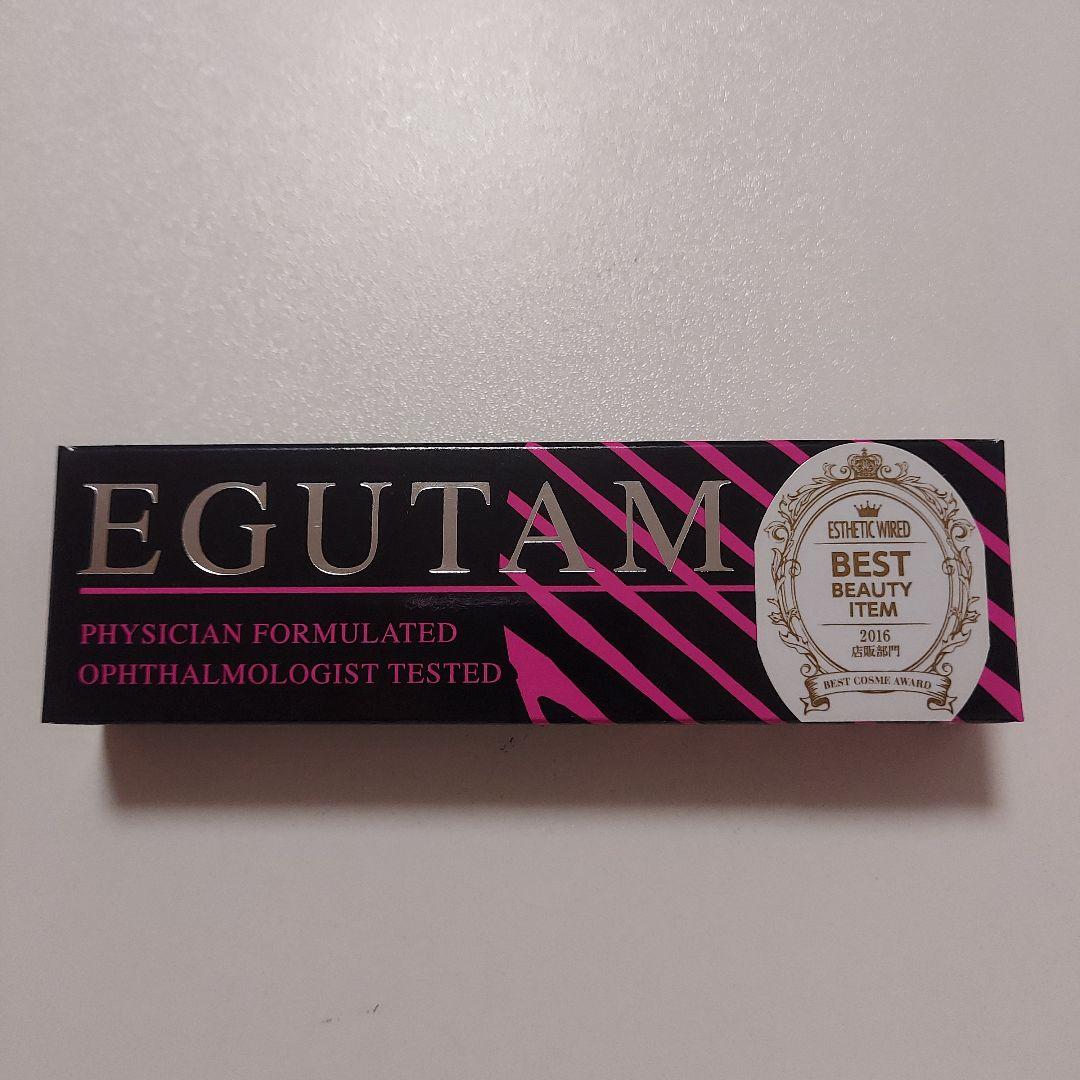 EGUTAM
PHYSICIAN FORMULATED
OPHTHALMOLOGIST TESTED
ESTHETIC WIRED
BEST
BEAUTY
ITEM
2016
店販部門
BEST COSME AWARD